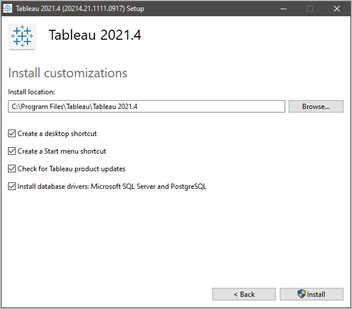 Tableau 2021.4 (20214.21.1111.0917) Setup
Tableau 2021.4
Install customizations
Install location:
C:\Program Files\Tableau\Tableau 2021.4
Browse...
Create a desktop shortcut
Create a Start menu shortcut
Check for Tableau product updates
Install database drivers: Microsoft SQL Server and PostgreSQL
< Back
Install